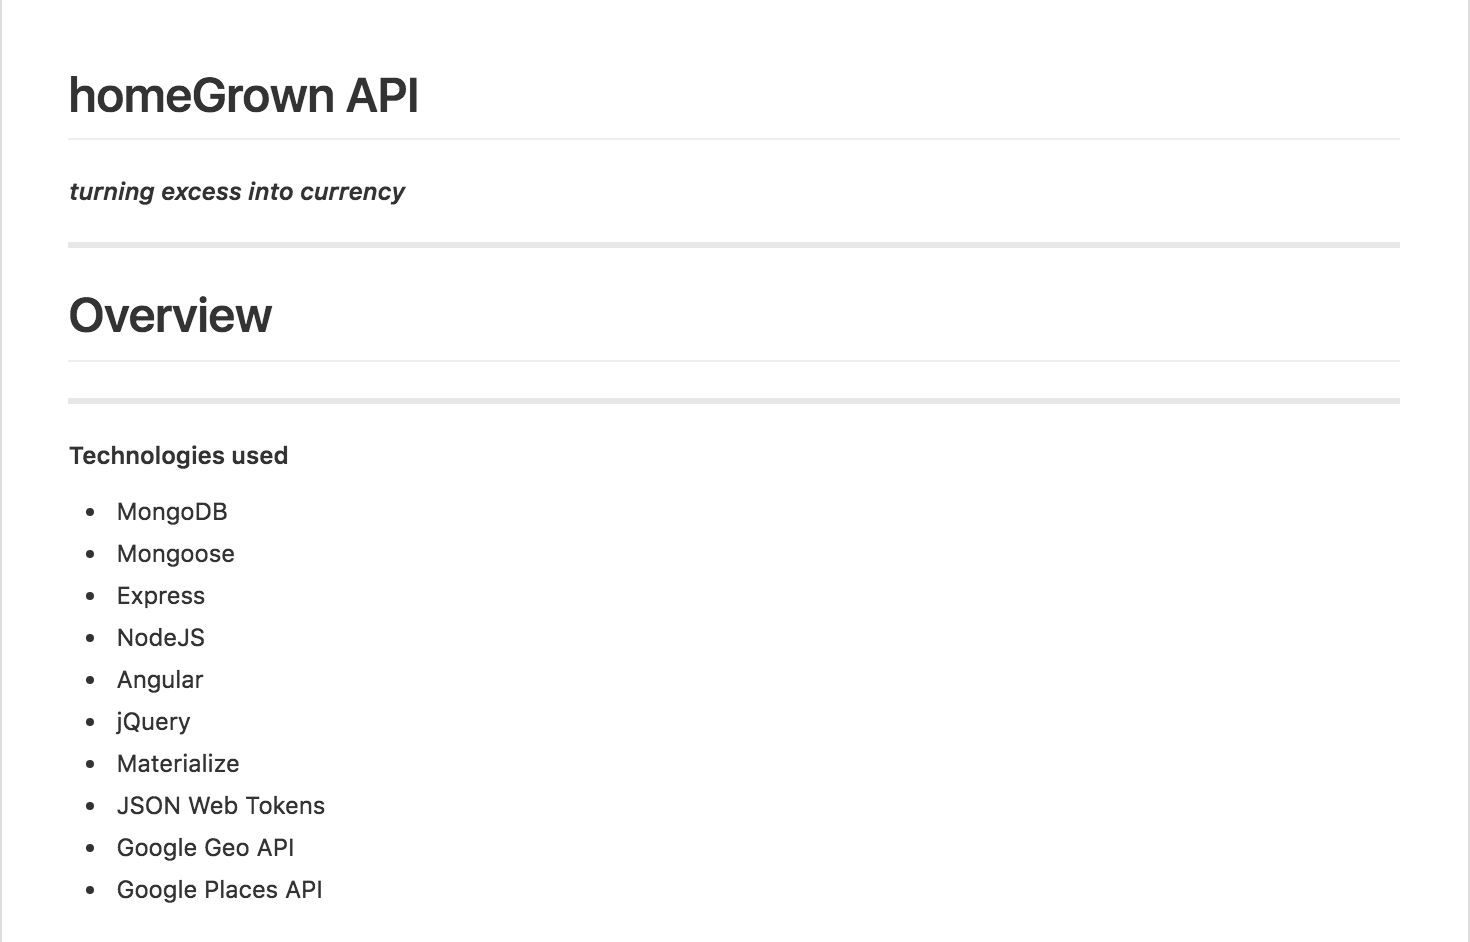 homeGrown API
turning excess into currency
Overview
Technologies used
MongoDB
Mongoose
Express
NodeJS
Angular
jQuery
Materialize
JSON Web Tokens
Google Geo API
Google Places API